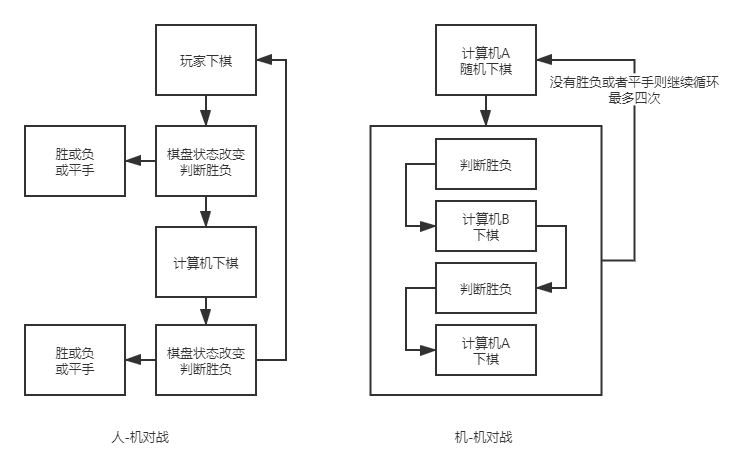 玩家下棋
胜或负
或平手
棋盘状态改变
判断胜负
计算机下棋
胜或负
或平手
棋盘状态改变
判断胜负
人-机对战
计算机A
随机下棋
没有胜负或者平手则继续循环
最多四次
判断胜负
计算机B
下棋
判断胜负
计算机A
下棋
机-机对战